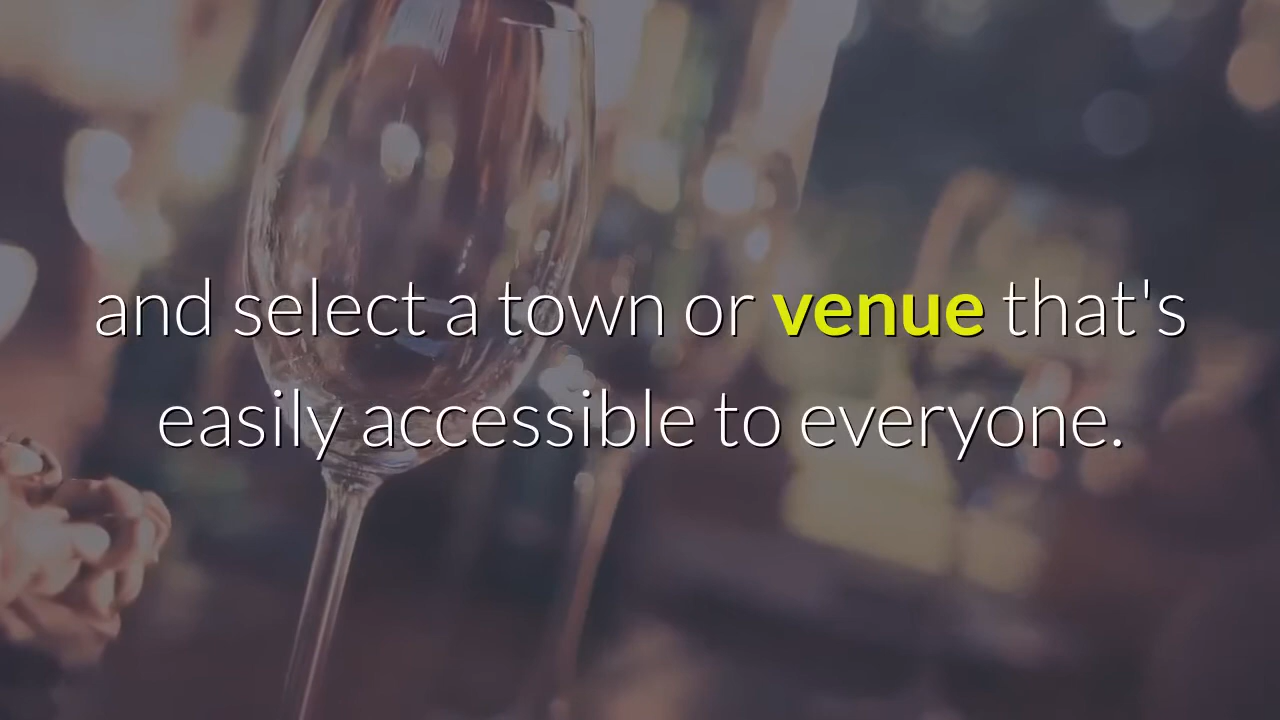 and select a town or venue that's
easily accessible to everyone.